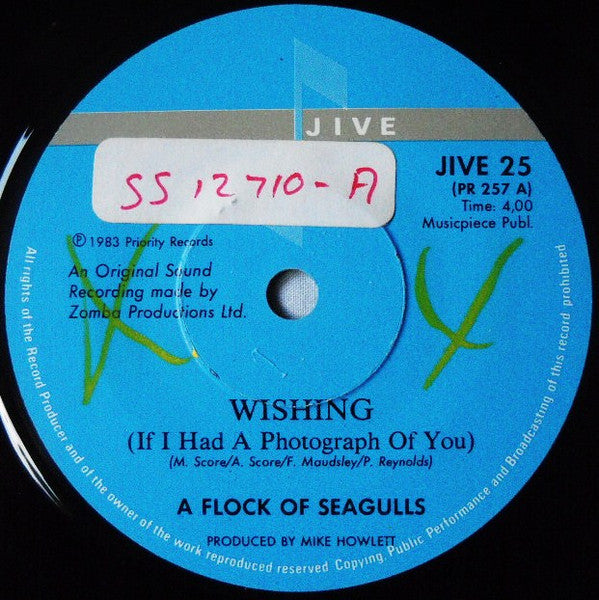 JIVE
SS 12710-A
JIVE 25
(PR 257 A)
Time: 4,00
Musicpiece Publ.
℗ 1983 Priority Records
An Original Sound
Recording made by
Zomba Productions Ltd.
4
WISHING
(If I Had A Photograph Of You)
(M. Score/A. Score/F. Maudsley/P. Reynolds)
A FLOCK OF SEAGULLS
PRODUCED BY MIKE HOWLETT
All rights of the Record Producer and of the owner of the work reproduced reserved. Copying, Public Performance and Broadcasting of this record prohibited